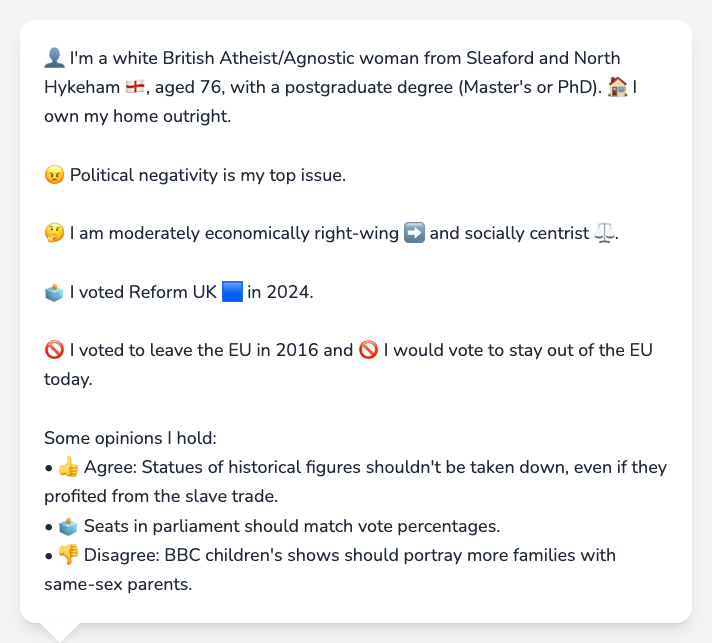 👤 I'm a white British Atheist/Agnostic woman from Sleaford and North
Hykeham 🏴󠁧󠁢󠁥󠁮󠁧󠁿, aged 76, with a postgraduate degree (Master's or PhD). 🏠 I
own my home outright.
😠 Political negativity is my top issue.
🤔 I am moderately economically right-wing ➡️ and socially centrist ⚖️.
🗳️ I voted Reform UK 🟦 in 2024.
🚫 I voted to leave the EU in 2016 and 🚫 I would vote to stay out of the EU
today.
Some opinions I hold:
• 👍 Agree: Statues of historical figures shouldn't be taken down, even if they
profited from the slave trade.
• 🗳️ Seats in parliament should match vote percentages.
• 👎 Disagree: BBC children's shows should portray more families with
same-sex parents.